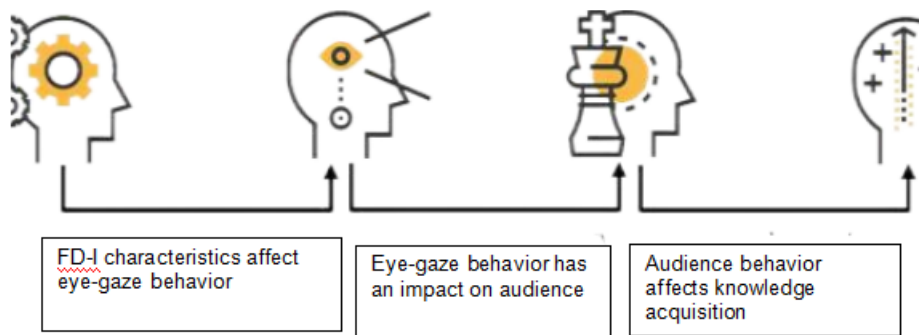 FD-I characteristics affect
eye-gaze behavior
Eye-gaze behavior has
an impact on audience
Audience behavior
affects knowledge
acquisition